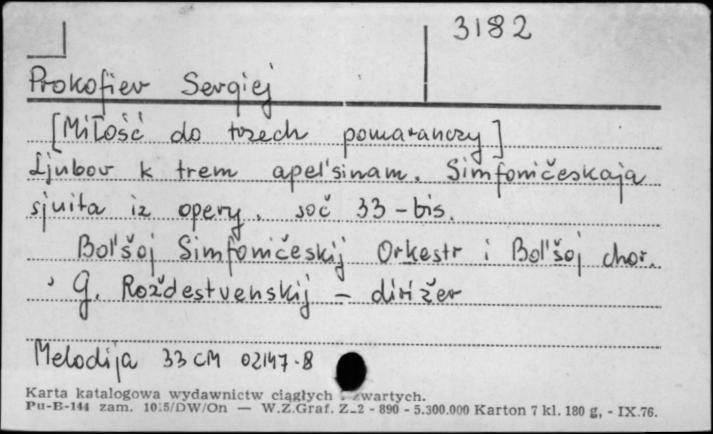 3182
Prokofiev Sergiej
[Miłość do trzech pomarańczy]
Ljubov k trem apel'sinam. Simfoničeskaja
sjuita iz opery. soč 33-bis.
Bol'šoj Simfoničeskij Orkestr i Bol'šoj chor.
G. Roždestvenskij - dirižer
Melodija 33 CM 02147-8
Karta katalogowa wydawnictw ciągłych i zwartych.
Pu-B-144 zam. 1015/DW/On — W.Z.Graf. Z-2 - 890 - 5.300.000 Karton 7 kl. 180 g, - IX.76.